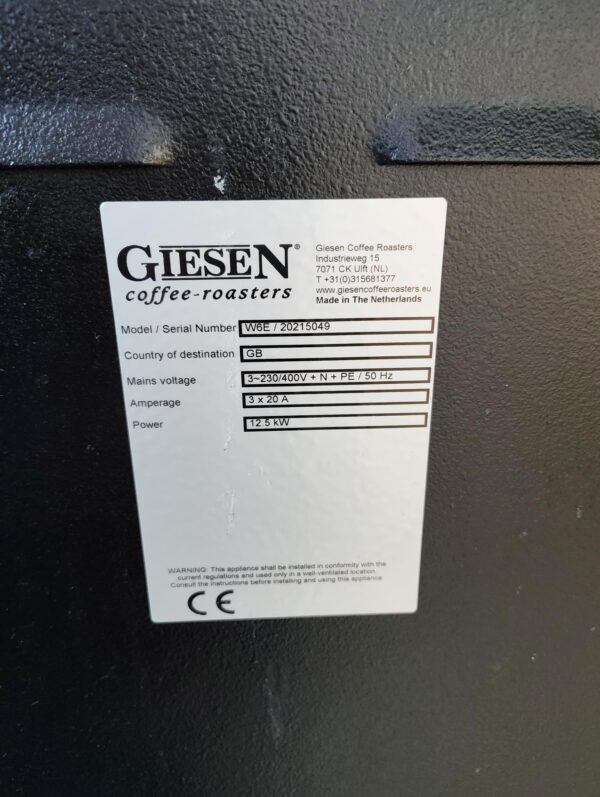 GIESEN®
coffee-roasters
Giesen Coffee Roasters
Industrieweg 15
7071 CK Ulft (NL)
T +31(0)315681377
www.giesencoffeeroasters.eu
Made in The Netherlands
Model / Serial Number W6E / 20215049
Country of destination GB
Mains voltage 3~230/400V + N + PE / 50 Hz
Amperage 3 x 20 A
Power 12.5 kW
WARNING: This appliance shall be installed in conformity with the
current regulations and used only in a well-ventilated location.
Consult the instructions before installing and using this appliance.
CE